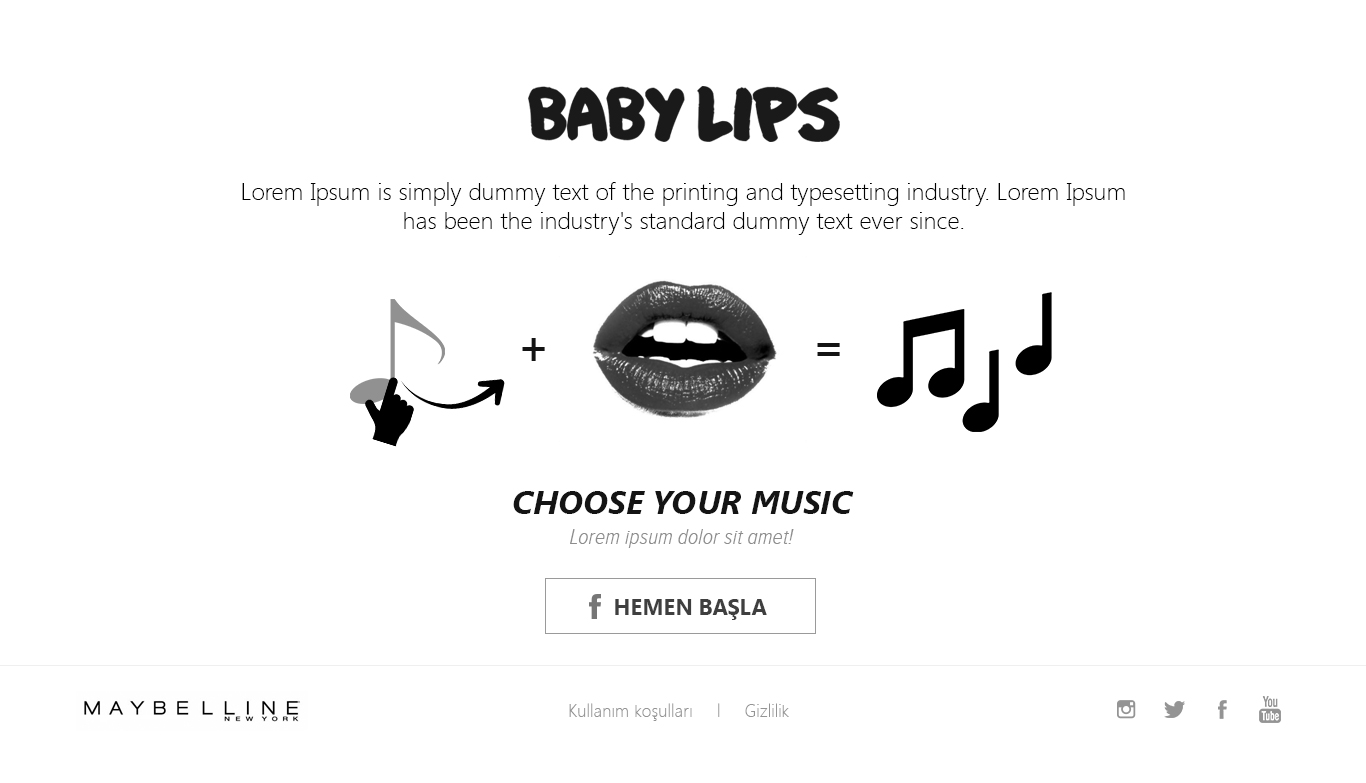 BABY LIPS
Lorem Ipsum is simply dummy text of the printing and typesetting industry. Lorem Ipsum
has been the industry's standard dummy text ever since.
+ =
CHOOSE YOUR MUSIC
Lorem ipsum dolor sit amet!
f HEMEN BAŞLA
MAYBELLINE
NEW YORK
Kullanım koşulları | Gizlilik
f You
Tube